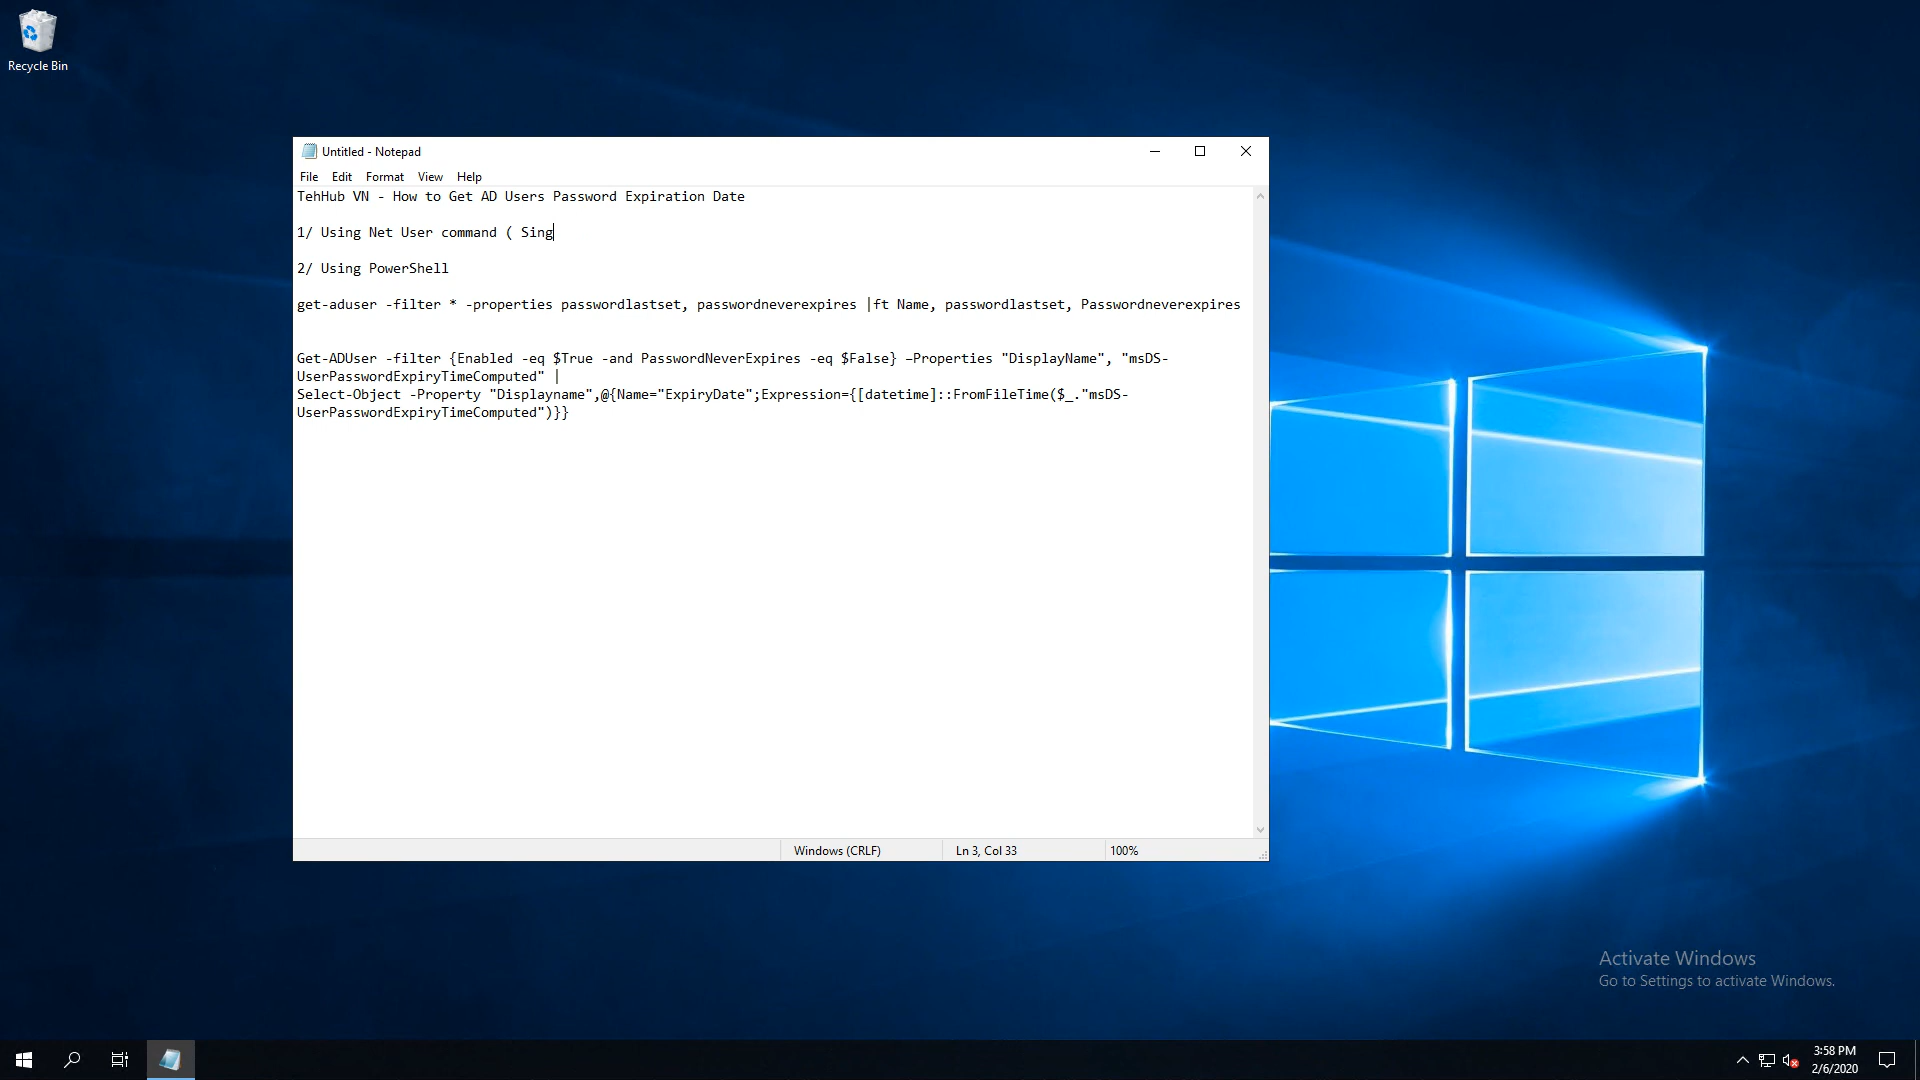 Recycle Bin
Untitled - Notepad
File Edit Format View Help
TehHub VN - How to Get AD Users Password Expiration Date
1/ Using Net User command ( Sing
2/ Using PowerShell
get-aduser -filter * -properties passwordlastset, passwordneverexpires |ft Name, passwordlastset, Passwordneverexpires
Get-ADUser -filter {Enabled -eq $True -and PasswordNeverExpires -eq $False} –Properties "DisplayName", "msDS-
UserPasswordExpiryTimeComputed" |
Select-Object -Property "Displayname",@{Name="ExpiryDate";Expression={[datetime]::FromFileTime($_."msDS-
UserPasswordExpiryTimeComputed")}}
Windows (CRLF) Ln 3, Col 33 100%
Activate Windows
Go to Settings to activate Windows.
3:58 PM
2/6/2020